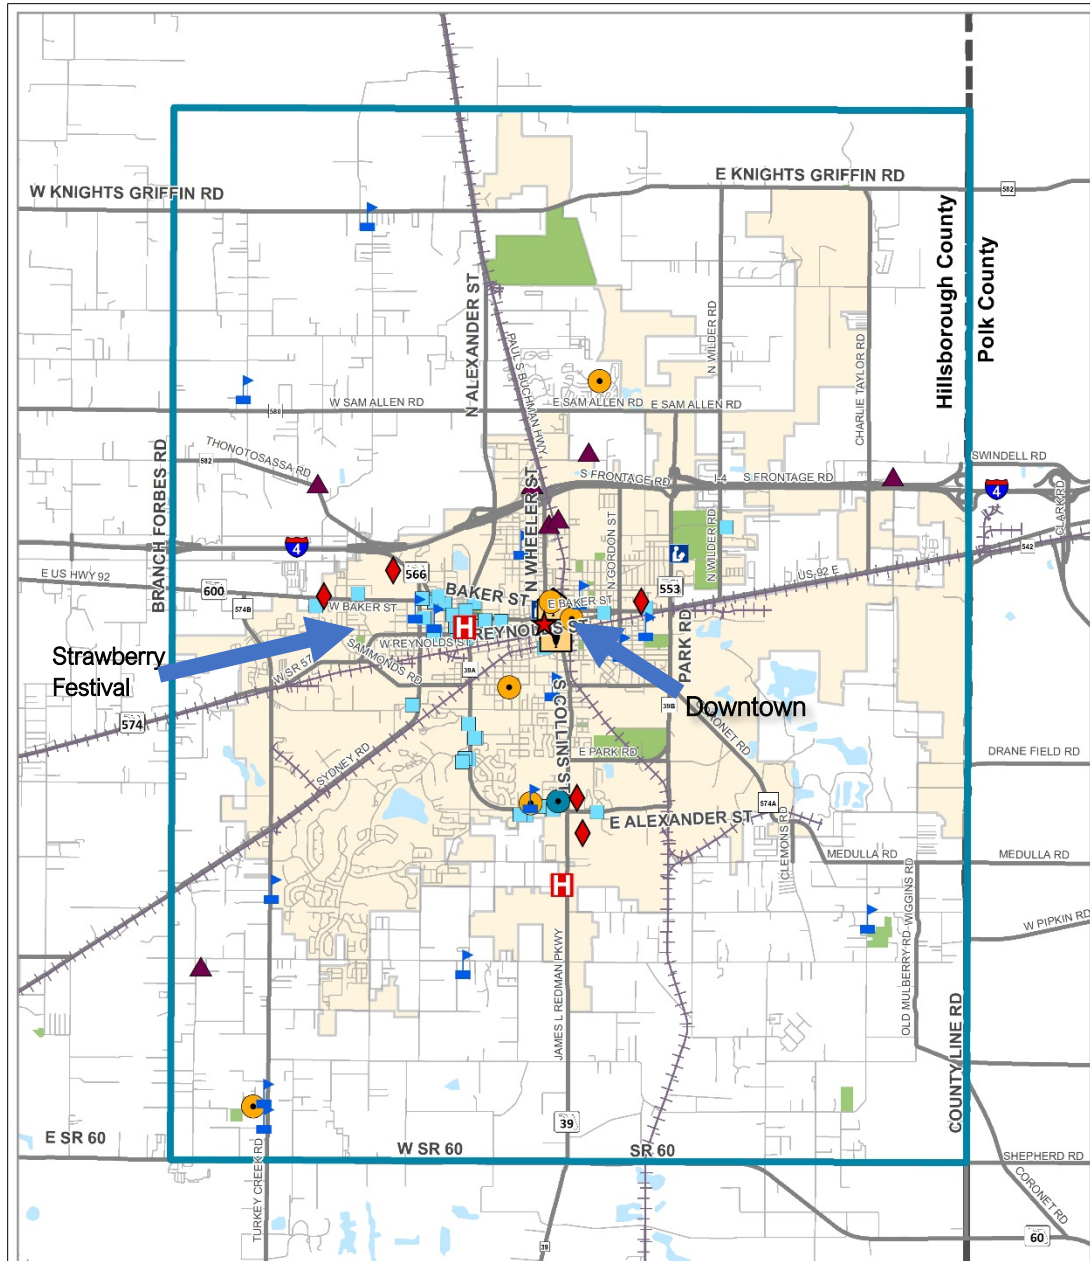 E KNIGHTS GRIFFIN RD
W KNIGHTS GRIFFIN RD
582
Hillsborough County
Polk County
N ALEXANDER ST
PAUL S BUCHMAN HWY
N WILDER RD
CHARLIE TAYLOR RD
W SAM ALLEN RD
E SAM ALLEN RD
E SAM ALLEN RD
580
BRANCH FORBES RD
THONOTOSASSA RD
582
SWINDELL RD
S FRONTAGE RD
I-4
S FRONTAGE RD
4
CLARK RD
N WHEELER ST
N GORDON ST
N WILDER RD
4
542
US 92 E
E US HWY 92
600
566
553
574B
W BAKER ST
BAKER ST
E BAKER ST
H
REYNOLDS ST
W REYNOLDS ST
PARK RD
Strawberry
Festival
SAMMONDS RD
W SR 57
39A
574
S COLLINS ST
Downtown
39B
CORONET RD
SYDNEY RD
E PARK RD
DRANE FIELD RD
574A
E ALEXANDER ST
CLEMONS RD
MEDULLA RD
MEDULLA RD
H
OLD MULBERRY RD
WIGGINS RD
W PIPKIN RD
JAMES L REDMAN PKWY
COUNTY LINE RD
39
E SR 60
W SR 60
SR 60
SHEPHERD RD
TURKEY CREEK RD
CORONET RD
39
60